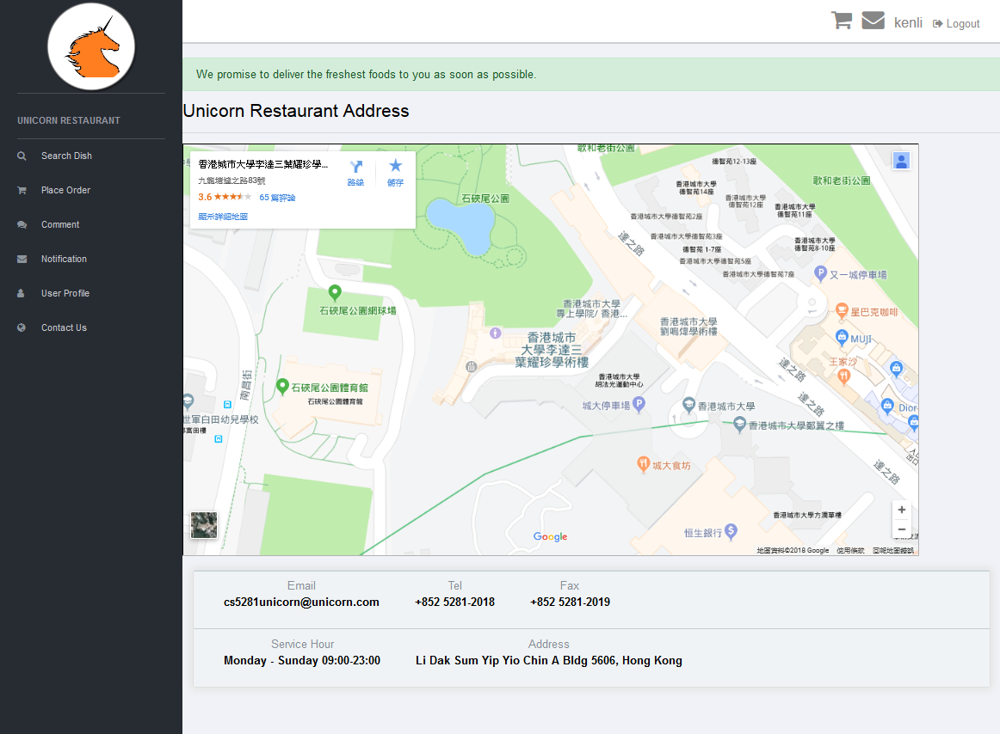 kenli
Logout
We promise to deliver the freshest foods to you as soon as possible.
Unicorn Restaurant Address
UNICORN RESTAURANT
Search Dish
Place Order
Comment
Notification
User Profile
Contact Us
香港城市大學李達三葉耀珍學...
九龍塘達之路83號
3.6
65 篇評論
顯示詳細地圖
路線
儲存
歌和老街公園
石硤尾公園
德智苑12-13座
香港城市大學
德智苑14座
歌和老街公園
香港城市大學
德智苑12座
香港城市大學
德智苑11座
香港城市大學德智苑2座
香港城市大學德智苑3座
德智苑 1-7座
香港城市大學
德智苑8-10座
香港城市大學德智苑5座
香港城市大學德智苑7座
達之路
又一城停車場
石硤尾公園網球場
香港城市大學
專上學院/ 香港...
香港城市大學
劉鳴煒學術樓
星巴克咖啡
MUJI
香港城市
大學李達三
葉耀珍學術樓
王家沙
達之路
南昌街
石硤尾公園體育館
石硤尾公園體育館
香港城市大學
胡法光運動中心
城大停車場
香港城市大學
達之路
Dior
世軍白田幼兒學校
富田樓
香港城市大學鄭翼之樓
城大食坊
達之路
香港城市大學方潤華樓
恒生銀行
Google
+
−
地圖資料©2018 Google
使用條款
回報地圖錯誤
Email
cs5281unicorn@unicorn.com
Tel
+852 5281-2018
Fax
+852 5281-2019
Service Hour
Monday - Sunday 09:00-23:00
Address
Li Dak Sum Yip Yio Chin A Bldg 5606, Hong Kong